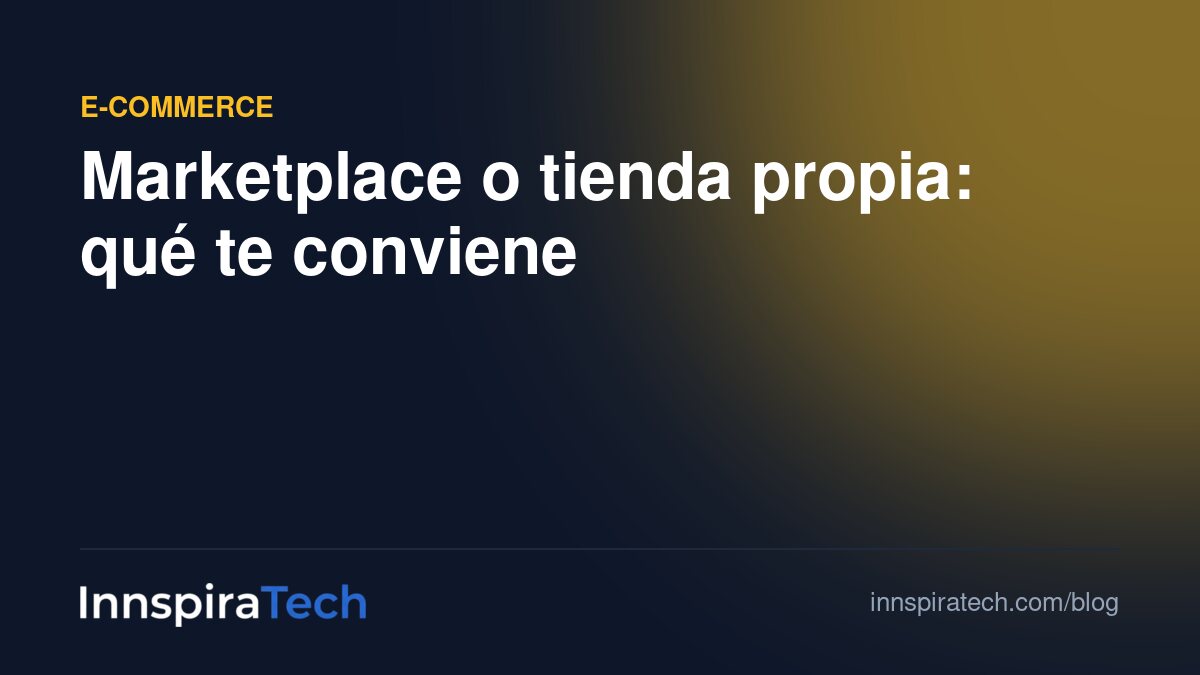 E-COMMERCE
Marketplace o tienda propia:
qué te conviene
InnspiraTech
innspiratech.com/blog